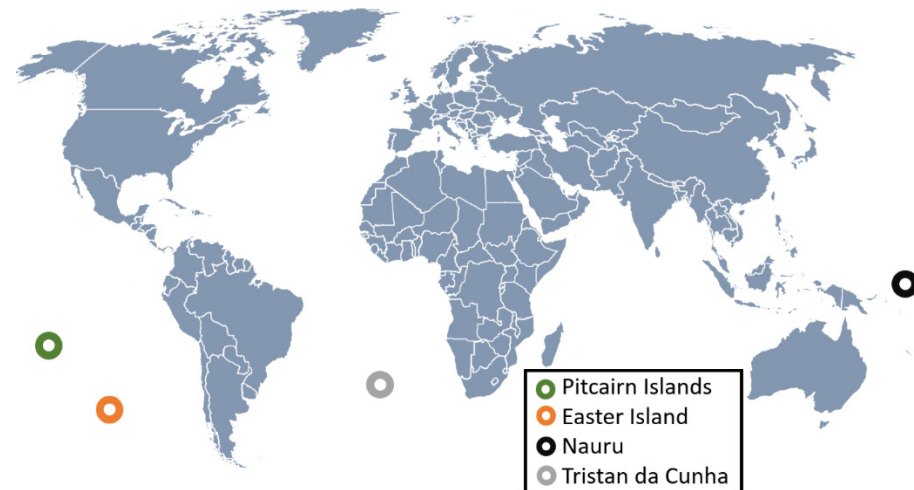 Pitcairn Islands
Easter Island
Nauru
Tristan da Cunha